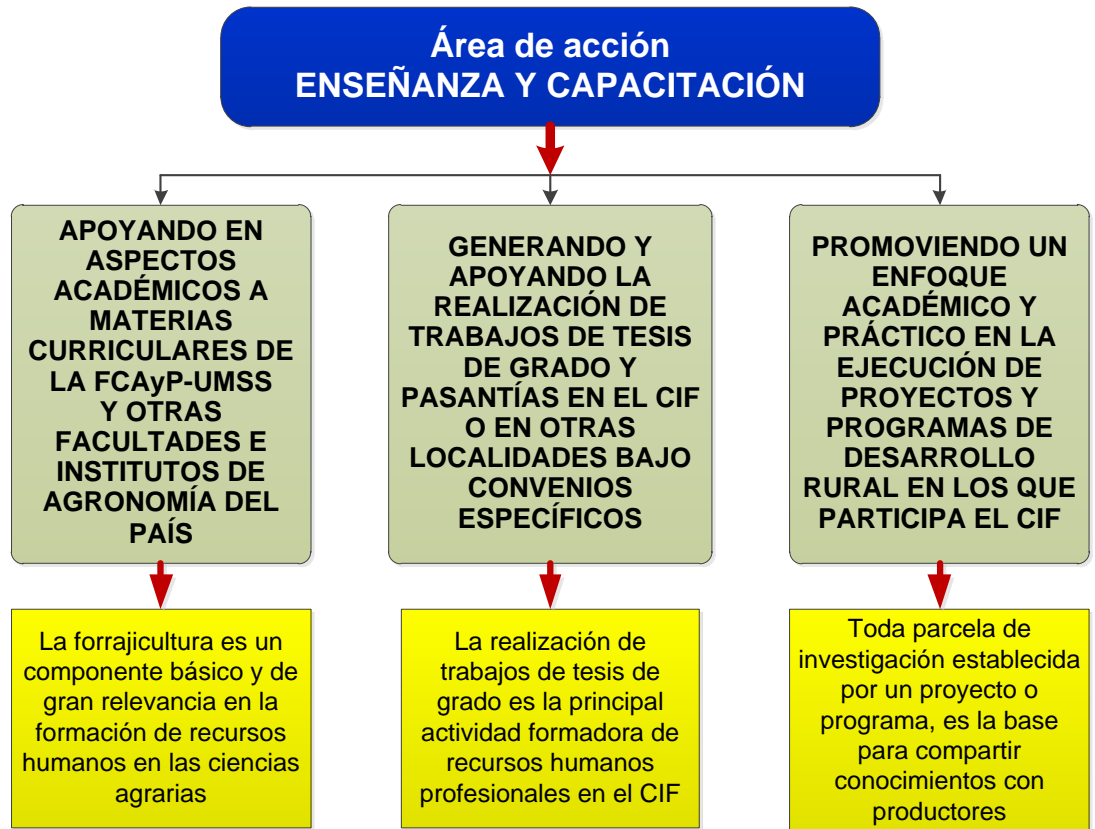 Área de acción
ENSEÑANZA Y CAPACITACIÓN
APOYANDO EN
ASPECTOS
ACADÉMICOS A
MATERIAS
CURRICULARES DE
LA FCAyP-UMSS
Y OTRAS
FACULTADES E
INSTITUTOS DE
AGRONOMÍA DEL
PAÍS
GENERANDO Y
APOYANDO LA
REALIZACIÓN DE
TRABAJOS DE TESIS
DE GRADO Y
PASANTÍAS EN EL CIF
O EN OTRAS
LOCALIDADES BAJO
CONVENIOS
ESPECÍFICOS
PROMOVIENDO UN
ENFOQUE
ACADÉMICO Y
PRÁCTICO EN LA
EJECUCIÓN DE
PROYECTOS Y
PROGRAMAS DE
DESARROLLO
RURAL EN LOS QUE
PARTICIPA EL CIF
La forrajicultura es un
componente básico y de
gran relevancia en la
formación de recursos
humanos en las ciencias
agrarias
La realización de
trabajos de tesis de
grado es la principal
actividad formadora de
recursos humanos
profesionales en el CIF
Toda parcela de
investigación establecida
por un proyecto o
programa, es la base
para compartir
conocimientos con
productores